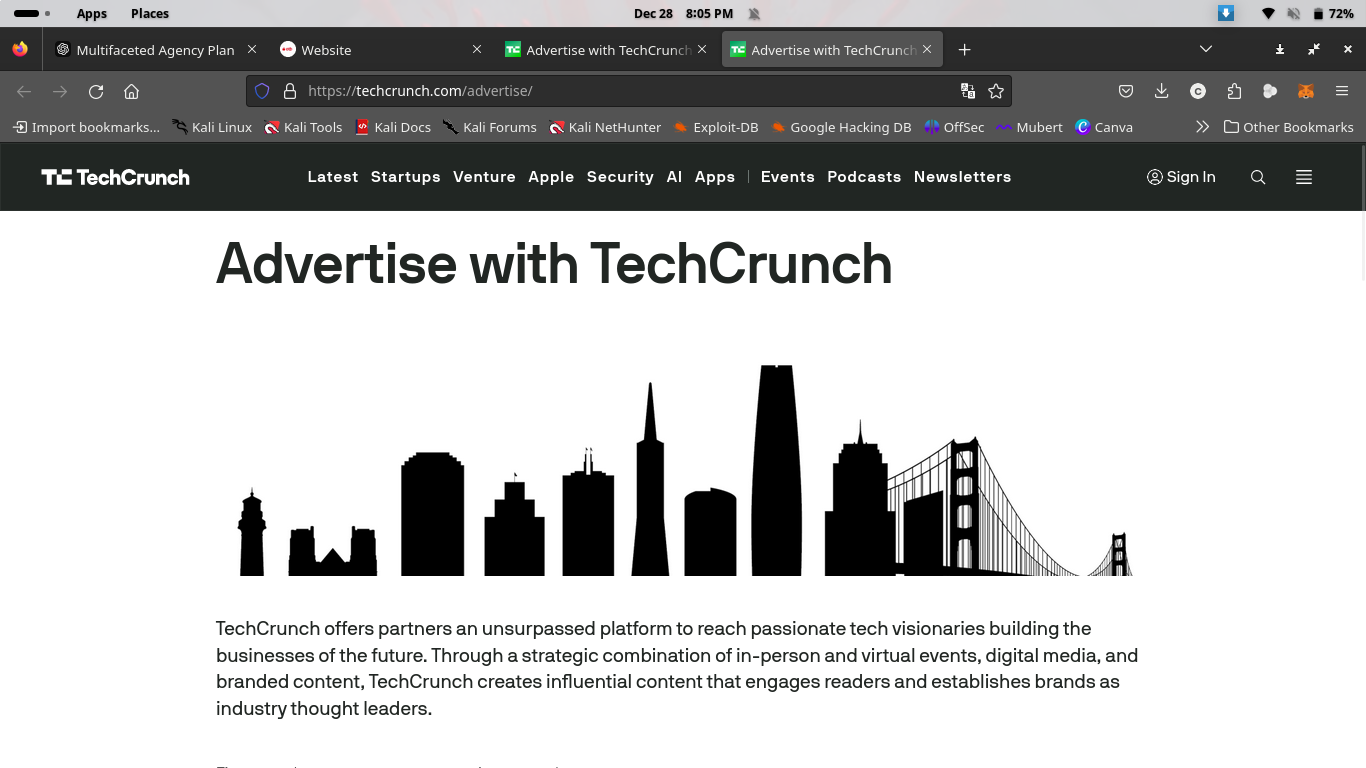 Apps Places Dec 28 8:05 PM 72%
Multifaceted Agency Plan Website Advertise with TechCrunch Advertise with TechCrunch
https://techcrunch.com/advertise/
Import bookmarks... Kali Linux Kali Tools Kali Docs Kali Forums Kali NetHunter Exploit-DB Google Hacking DB OffSec Mubert Canva Other Bookmarks
TechCrunch Latest Startups Venture Apple Security AI Apps Events Podcasts Newsletters Sign In
Advertise with TechCrunch
TechCrunch offers partners an unsurpassed platform to reach passionate tech visionaries building the
businesses of the future. Through a strategic combination of in-person and virtual events, digital media, and
branded content, TechCrunch creates influential content that engages readers and establishes brands as
industry thought leaders.